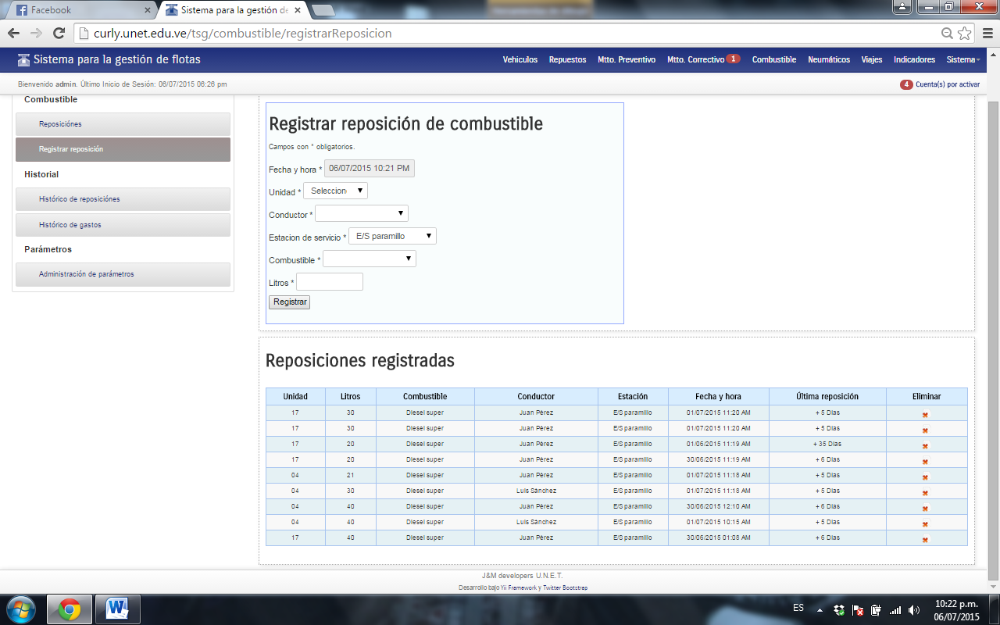 Facebook
Sistema para la gestión de
curly.unet.edu.ve/tsg/combustible/registrarReposicion
Sistema para la gestión de flotas
Vehiculos Repuestos Mtto. Preventivo Mtto. Correctivo 1 Combustible Neumáticos Viajes Indicadores Sistema
Bienvenido admin. Último Inicio de Sesión: 06/07/2015 06:26 pm
4 Cuenta(s) por activar
Combustible
Reposiciónes
Registrar reposición
Historial
Histórico de reposiciónes
Histórico de gastos
Parámetros
Administración de parámetros
Registrar reposición de combustible
Campos con * obligatorios.
Fecha y hora * 06/07/2015 10:21 PM
Unidad * Seleccion
Conductor *
Estacion de servicio * E/S paramillo
Combustible *
Litros *
Registrar
Reposiciones registradas
Unidad Litros Combustible Conductor Estación Fecha y hora Última reposición Eliminar
17 30 Diesel super Juan Pérez E/S paramillo 01/07/2015 11:20 AM + 5 Dias
17 30 Diesel super Juan Pérez E/S paramillo 01/07/2015 11:20 AM + 5 Dias
17 20 Diesel super Juan Pérez E/S paramillo 01/06/2015 11:19 AM + 35 Dias
17 20 Diesel super Juan Pérez E/S paramillo 30/06/2015 11:19 AM + 6 Dias
04 21 Diesel super Juan Pérez E/S paramillo 01/07/2015 11:18 AM + 5 Dias
04 30 Diesel super Luis Sánchez E/S paramillo 01/07/2015 11:18 AM + 5 Dias
04 40 Diesel super Juan Pérez E/S paramillo 30/06/2015 12:10 AM + 6 Dias
04 40 Diesel super Luis Sánchez E/S paramillo 01/07/2015 10:15 AM + 5 Dias
17 40 Diesel super Juan Pérez E/S paramillo 30/06/2015 01:08 AM + 6 Dias
J&M developers U.N.E.T.
Desarrollo bajo Yii Framework y Twitter Bootstrap
ES
10:22 p.m.
06/07/2015